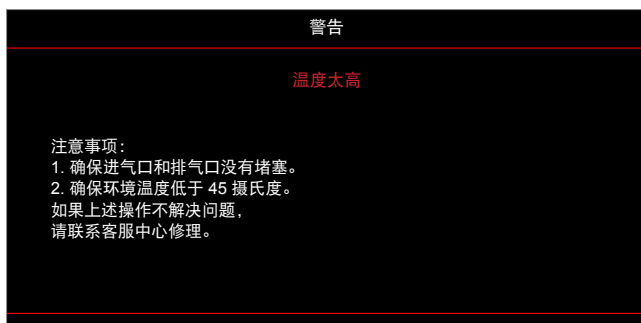 警告
温度太高
注意事项：
1. 确保进气口和排气口没有堵塞。
2. 确保环境温度低于 45 摄氏度。
如果上述操作不解决问题，
请联系客服中心修理。